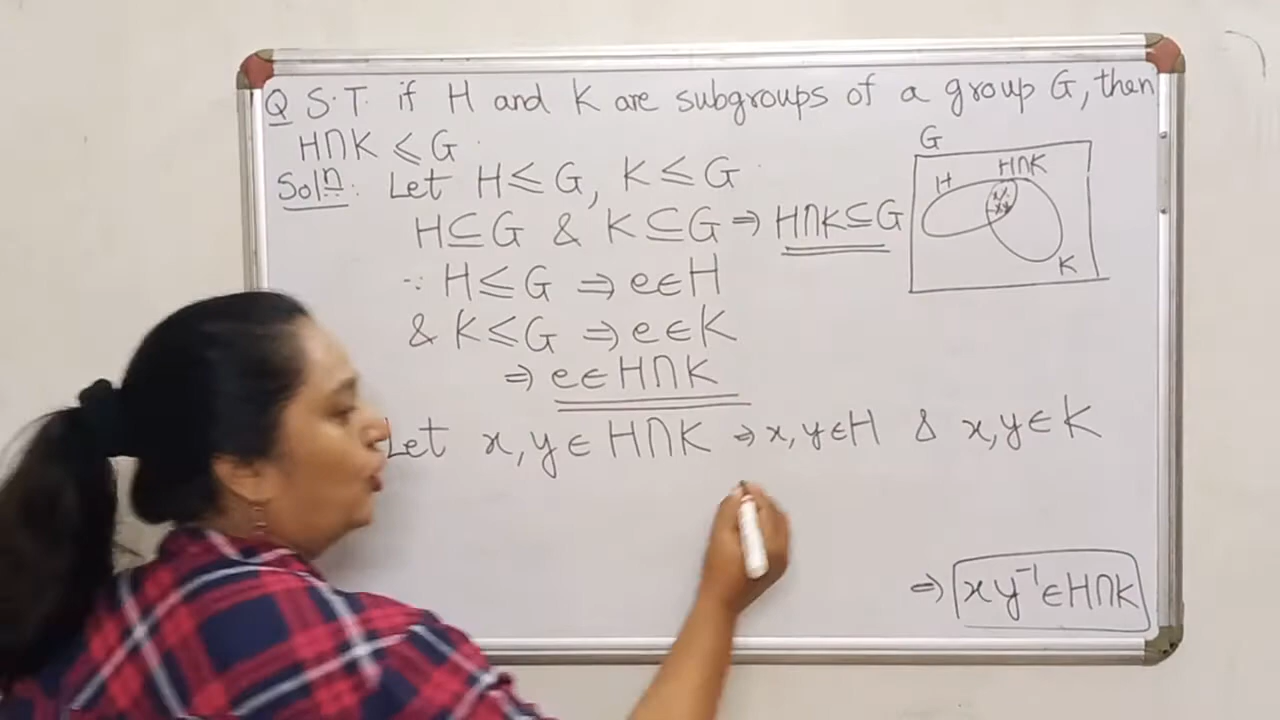 Q S.T. if H and K are subgroups of a group G, then
H∩K ≤ G.
Solⁿ: Let H ≤ G, K ≤ G
H ⊆ G & K ⊆ G ⇒ H∩K ⊆ G
∵ H ≤ G ⇒ e ∈ H
& K ≤ G ⇒ e ∈ K
⇒ e ∈ H∩K
Let x, y ∈ H∩K ⇒ x, y ∈ H & x, y ∈ K
⇒ xy⁻¹ ∈ H∩K
G
H∩K
H
K